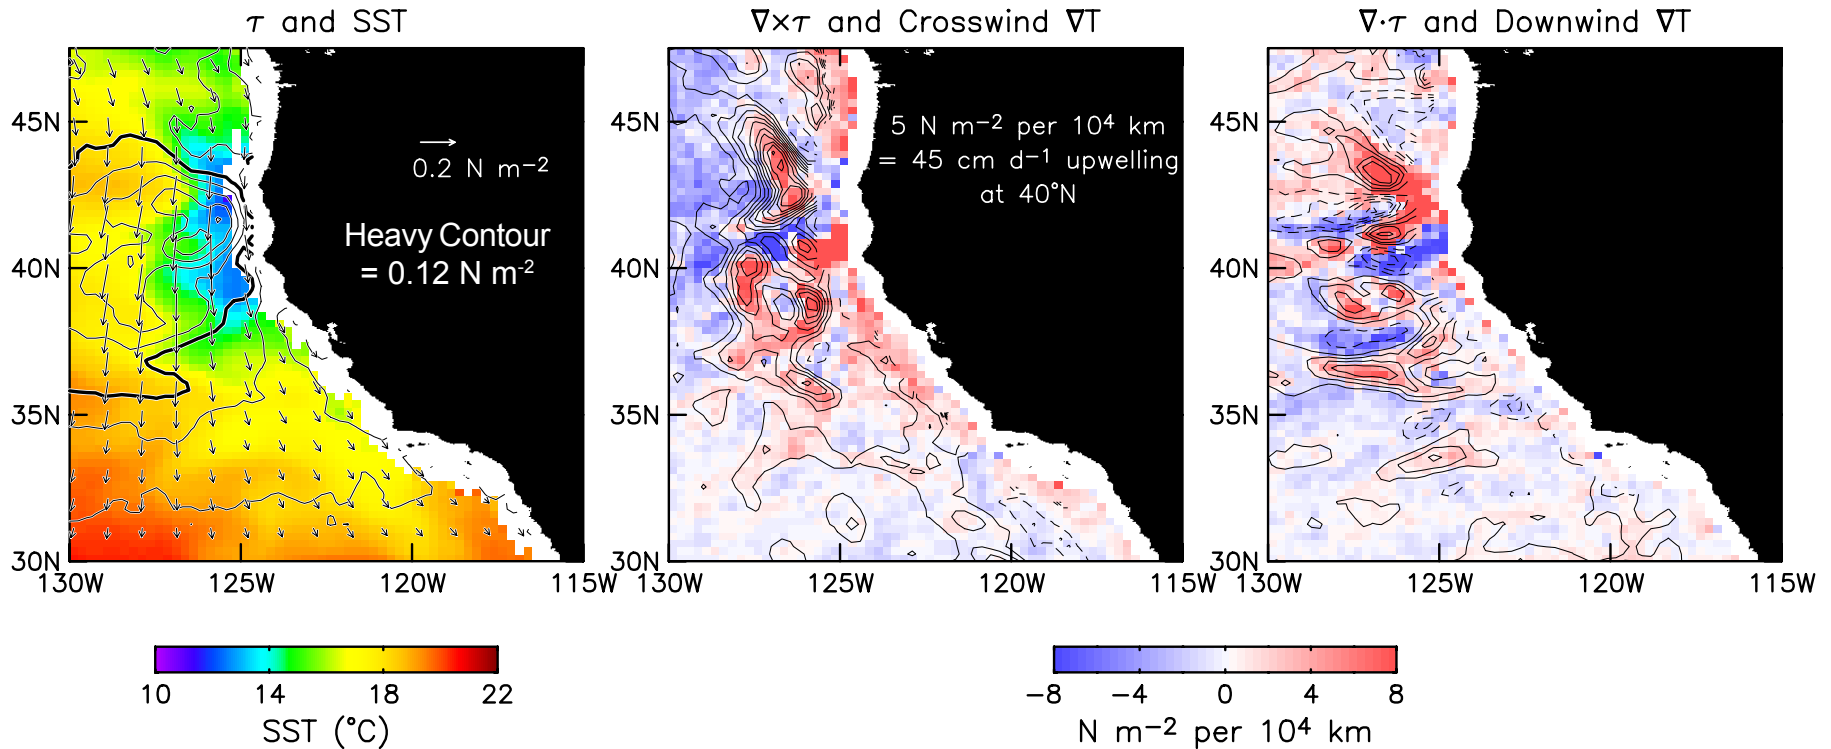 τ and SST
∇×τ and Crosswind ∇T
∇·τ and Downwind ∇T
45N
40N
35N
30N
130W
125W
120W
115W
0.2 N m⁻²
Heavy Contour
= 0.12 N m⁻²
45N
40N
35N
30N
130W
125W
120W
115W
5 N m⁻² per 10⁴ km
= 45 cm d⁻¹ upwelling
at 40°N
45N
40N
35N
30N
130W
125W
120W
115W
10 14 18 22
SST (°C)
−8 −4 0 4 8
N m⁻² per 10⁴ km